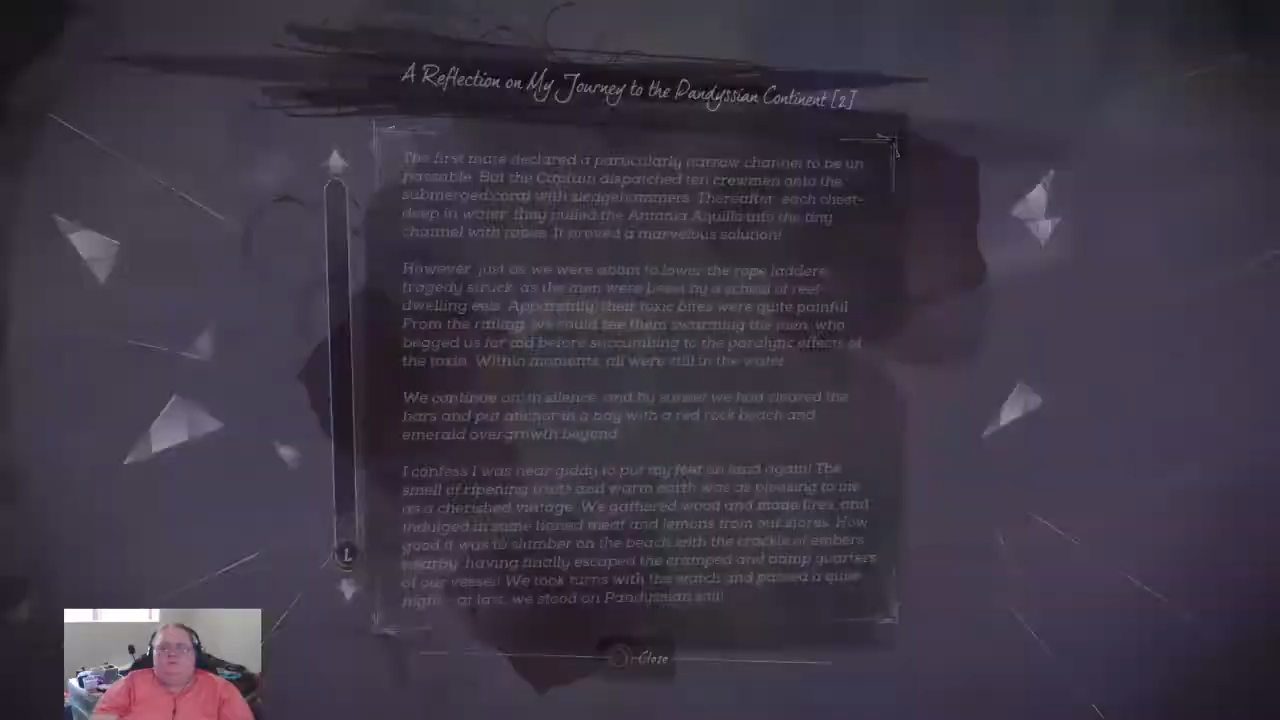 A Reflection on My Journey to the Pandyssian Continent [2]
The first mate declared a particularly narrow channel to be un
passable. But the Captain dispatched ten crewmen onto the
submerged coral with sledgehammers. Thereafter, each chest-
deep in water, they pulled the Antonia Aquilla into the tiny
channel with ropes. It proved a marvelous solution!
However, just as we were about to lower the rope ladders,
tragedy struck, as the men were beset by a school of reef
dwelling eels. Apparently, their toxic bites were quite painful.
From the railing, we could see them swarming the men, who
begged us for aid before succumbing to the paralytic effects of
the toxin. Within moments, all were still in the water.
We continue on in silence, and by sunset we had cleared the
bars and put anchor in a bay with a red rock beach and
emerald overgrowth beyond.
I confess I was near giddy to put my feet on land again! The
smell of ripening fruits and warm earth was as pleasing to me
as a cherished vintage. We gathered wood and made fires, and
indulged in some tinned meat and lemons from our stores. How
good it was to slumber on the beach with the crackle of embers
nearby, having finally escaped the cramped and damp quarters
of our vessel! We took turns with the watch and passed a quiet
night - at last, we stood on Pandyssian soil!
L
Close